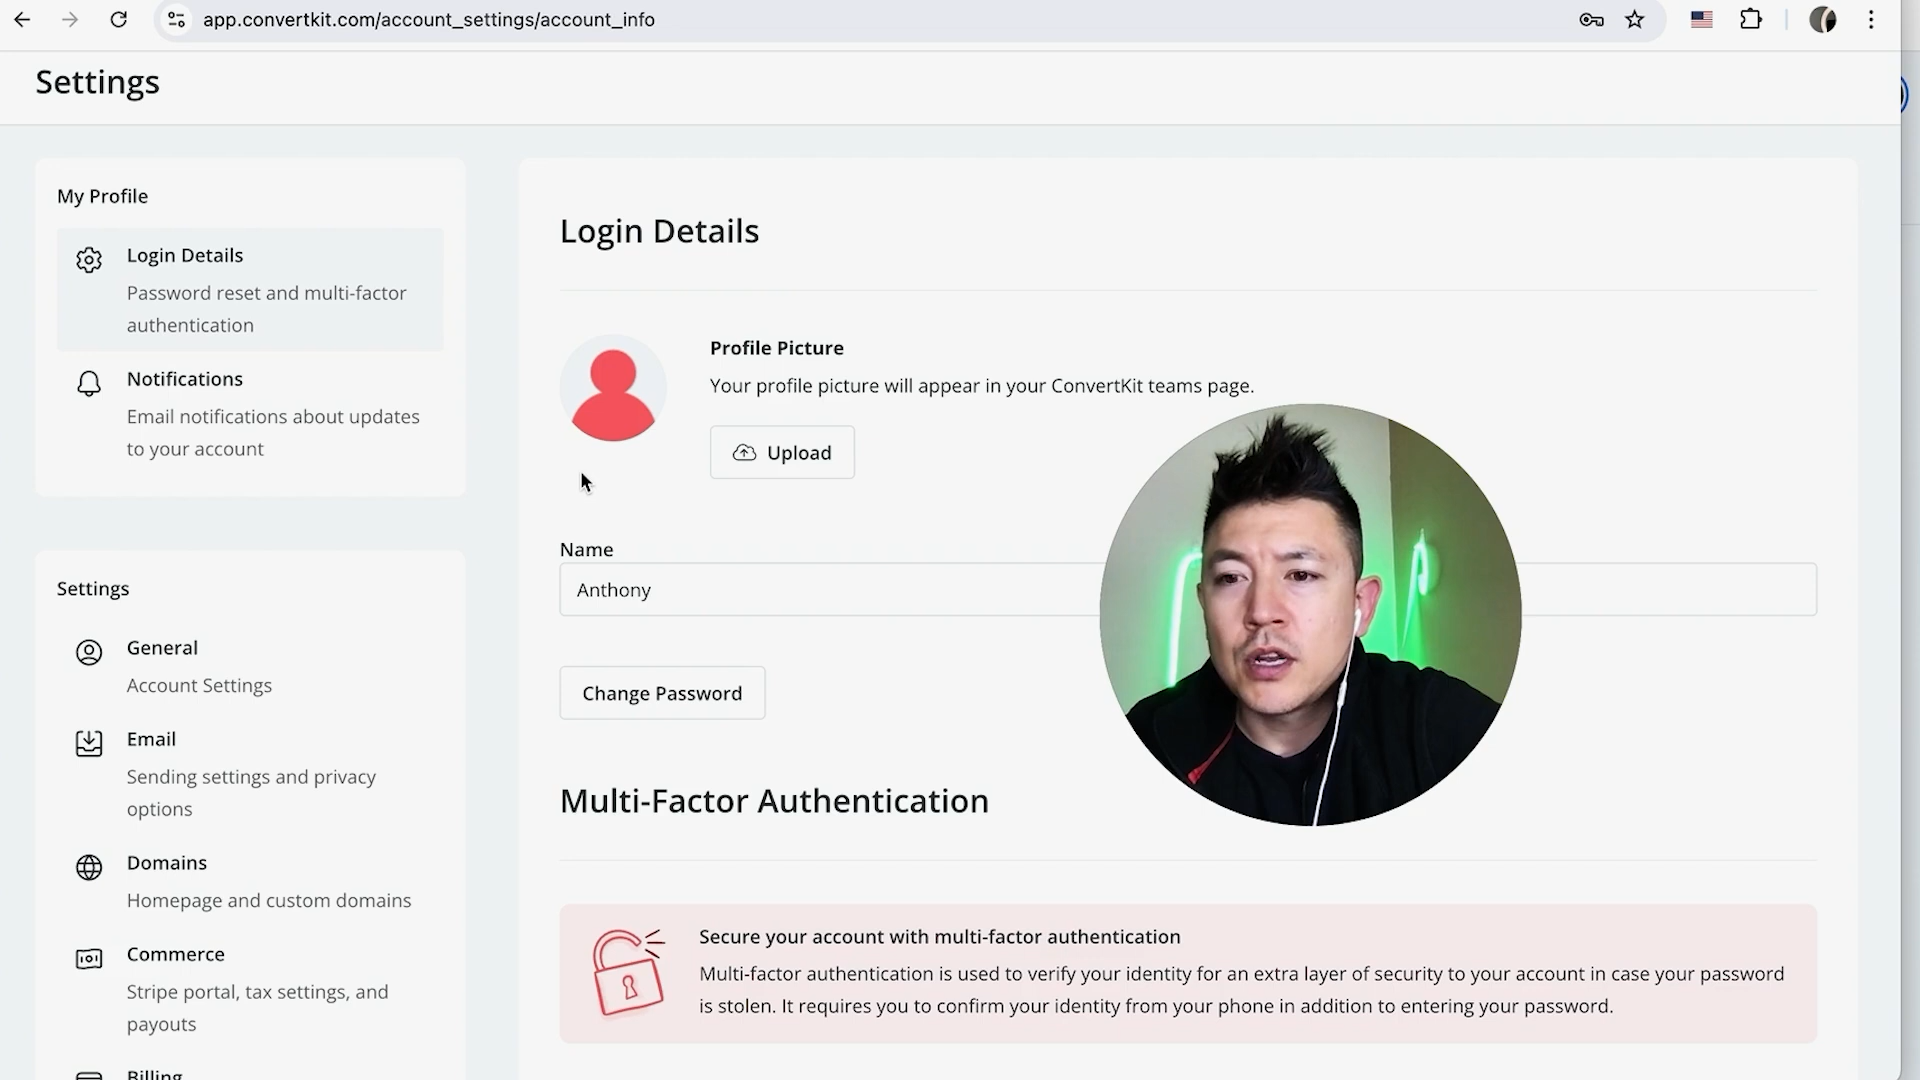 app.convertkit.com/account_settings/account_info
Settings
My Profile
Login Details
Password reset and multi-factor
authentication
Notifications
Email notifications about updates
to your account
Settings
General
Account Settings
Email
Sending settings and privacy
options
Domains
Homepage and custom domains
Commerce
Stripe portal, tax settings, and
payouts
Billing
Login Details
Profile Picture
Your profile picture will appear in your ConvertKit teams page.
Upload
Name
Anthony
Change Password
Multi-Factor Authentication
Secure your account with multi-factor authentication
Multi-factor authentication is used to verify your identity for an extra layer of security to your account in case your password
is stolen. It requires you to confirm your identity from your phone in addition to entering your password.